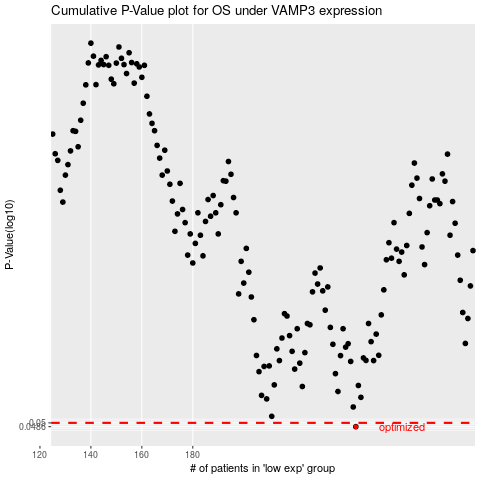 Cumulative P-Value plot for OS under VAMP3 expression
P-Value(log10)
0.05
0.0486
optimized
120 140 160 180
# of patients in 'low exp' group